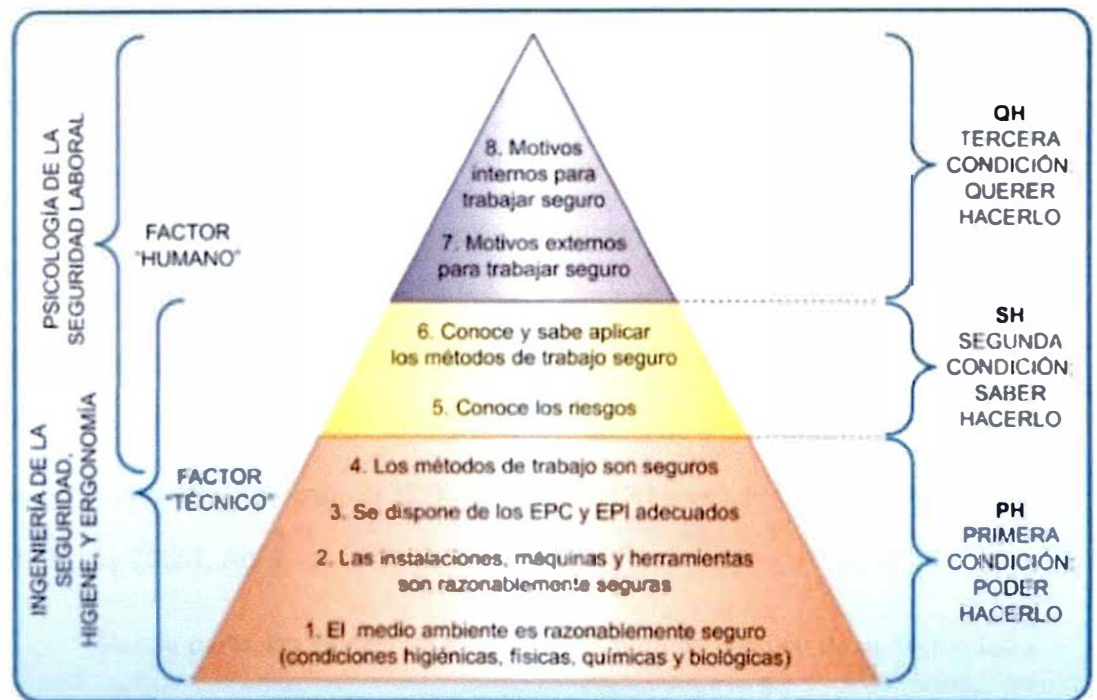 PSICOLOGÍA DE LA
SEGURIDAD LABORAL
INGENIERÍA DE LA
SEGURIDAD,
HIGIENE, Y ERGONOMÍA
FACTOR
"HUMANO"
FACTOR
"TÉCNICO"
8. Motivos
internos para
trabajar seguro
7. Motivos externos
para trabajar seguro
6. Conoce y sabe aplicar
los métodos de trabajo seguro
5. Conoce los riesgos
4. Los métodos de trabajo son seguros
3. Se dispone de los EPC y EPI adecuados
2. Las instalaciones, máquinas y herramientas
son razonablemente seguras
1. El medio ambiente es razonablemente seguro
(condiciones higiénicas, físicas, químicas y biológicas)
QH
TERCERA
CONDICIÓN:
QUERER
HACERLO
SH
SEGUNDA
CONDICIÓN:
SABER
HACERLO
PH
PRIMERA
CONDICIÓN:
PODER
HACERLO